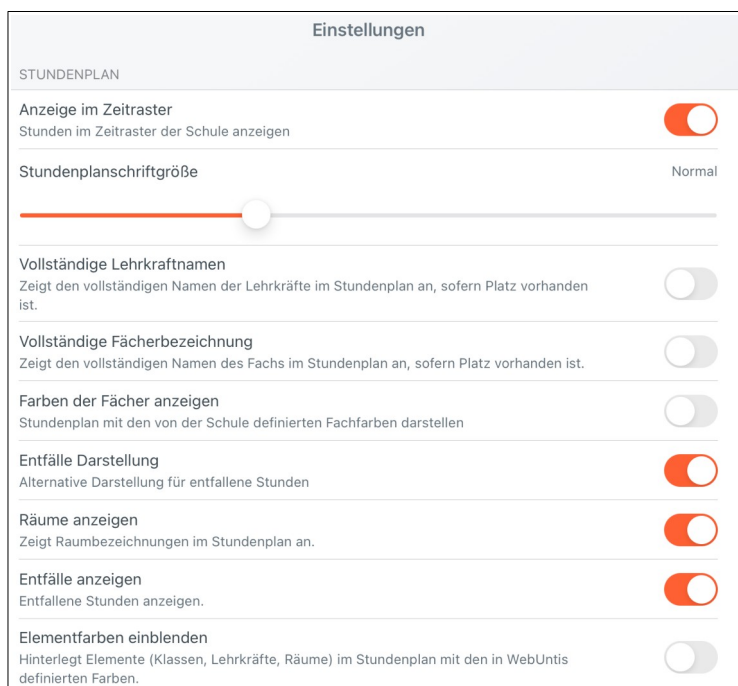 Einstellungen
STUNDENPLAN
Anzeige im Zeitraster
Stunden im Zeitraster der Schule anzeigen
Stundenplanschriftgröße
Normal
Vollständige Lehrkraftnamen
Zeigt den vollständigen Namen der Lehrkräfte im Stundenplan an, sofern Platz vorhanden
ist.
Vollständige Fächerbezeichnung
Zeigt den vollständigen Namen des Fachs im Stundenplan an, sofern Platz vorhanden ist.
Farben der Fächer anzeigen
Stundenplan mit den von der Schule definierten Fachfarben darstellen
Entfälle Darstellung
Alternative Darstellung für entfallene Stunden
Räume anzeigen
Zeigt Raumbezeichnungen im Stundenplan an.
Entfälle anzeigen
Entfallene Stunden anzeigen.
Elementfarben einblenden
Hinterlegt Elemente (Klassen, Lehrkräfte, Räume) im Stundenplan mit den in WebUntis
definierten Farben.